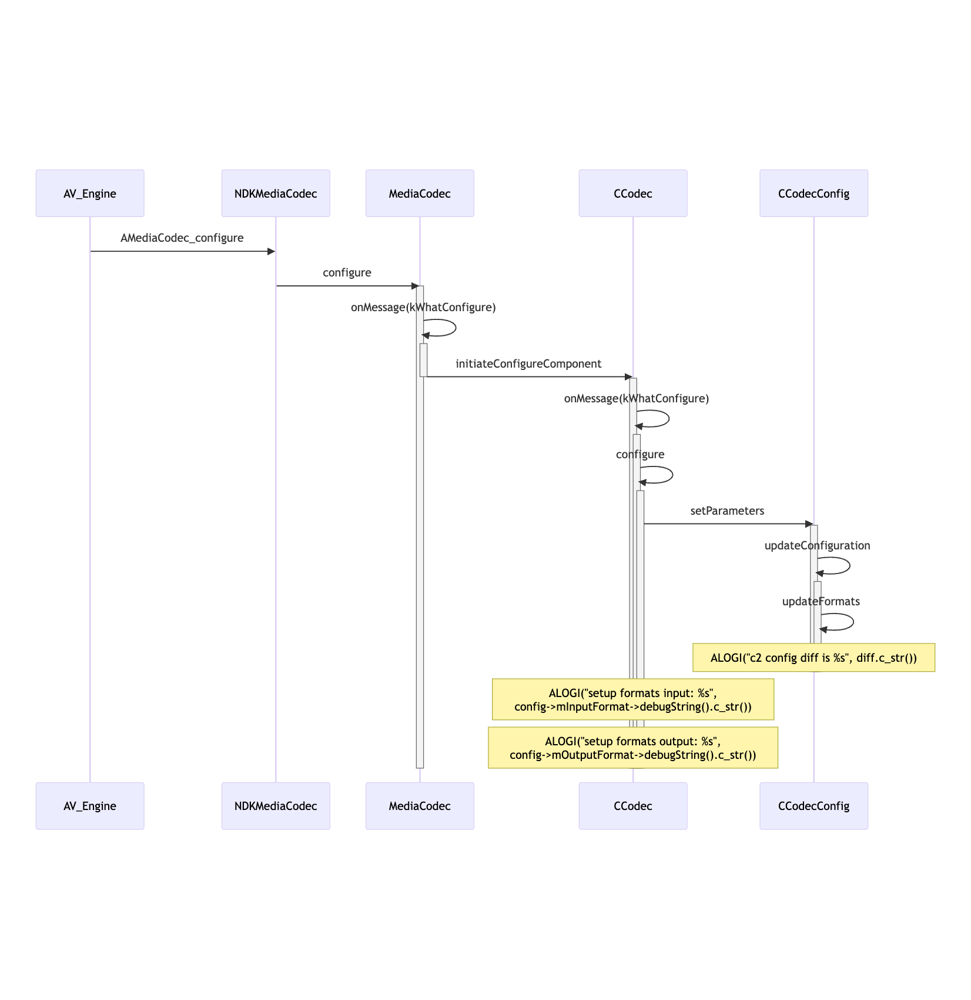 AV_Engine
NDKMediaCodec
MediaCodec
CCodec
CCodecConfig
AMediaCodec_configure
configure
onMessage(kWhatConfigure)
initiateConfigureComponent
onMessage(kWhatConfigure)
configure
setParameters
updateConfiguration
updateFormats
ALOGI("c2 config diff is %s", diff.c_str())
ALOGI("setup formats input: %s",
config->mInputFormat->debugString().c_str())
ALOGI("setup formats output: %s",
config->mOutputFormat->debugString().c_str())
AV_Engine
NDKMediaCodec
MediaCodec
CCodec
CCodecConfig